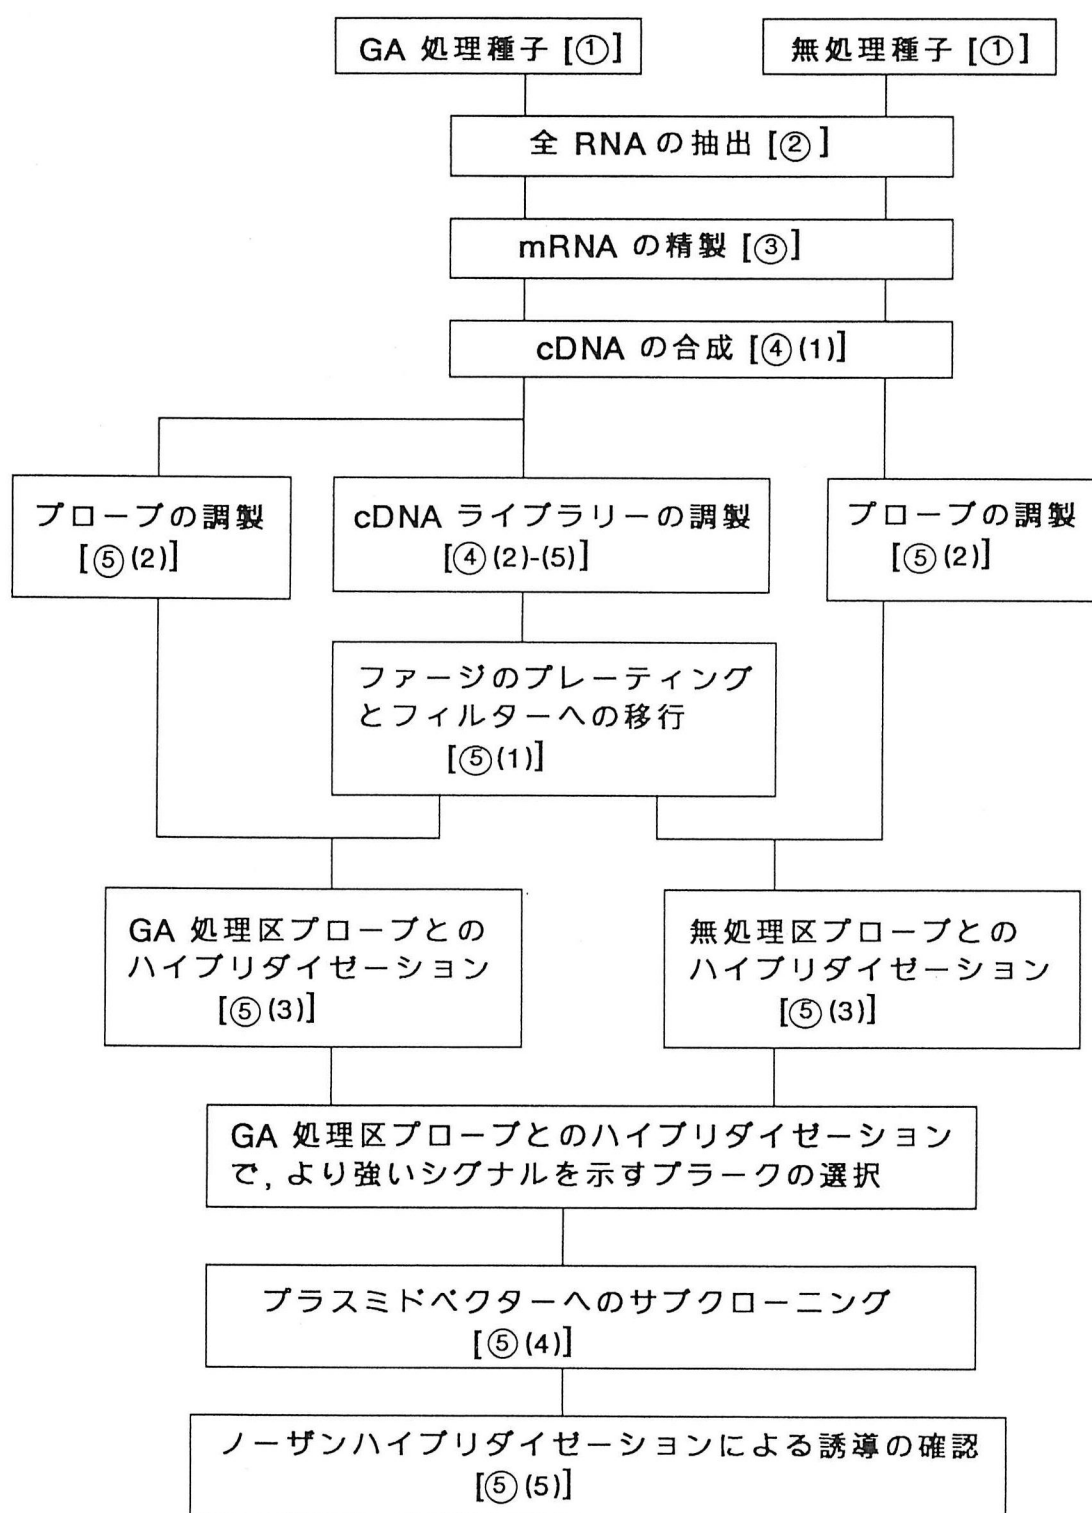 GA 処理種子 [①]
無処理種子 [①]
全 RNA の抽出 [②]
mRNA の精製 [③]
cDNA の合成 [④(1)]
プローブの調製
[⑤(2)]
cDNA ライブラリーの調製
[④(2)-(5)]
プローブの調製
[⑤(2)]
ファージのプレーティング
とフィルターへの移行
[⑤(1)]
GA 処理区プローブとの
ハイブリダイゼーション
[⑤(3)]
無処理区プローブとの
ハイブリダイゼーション
[⑤(3)]
GA 処理区プローブとのハイブリダイゼーション
で, より強いシグナルを示すプラークの選択
プラスミドベクターへのサブクローニング
[⑤(4)]
ノーザンハイブリダイゼーションによる誘導の確認
[⑤(5)]